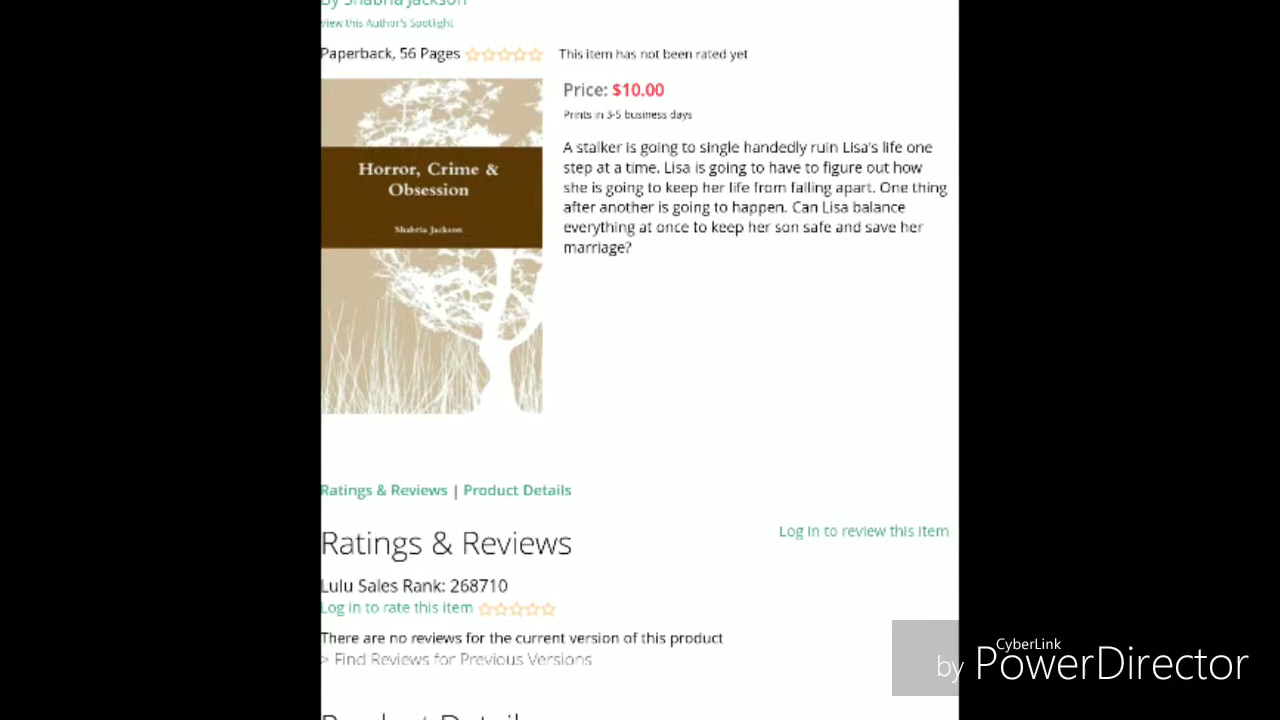 By Shabria Jackson
View this Author's Spotlight
Paperback, 56 Pages
This item has not been rated yet
Horror, Crime &
Obsession
Shabria Jackson
Price: $10.00
Prints in 3-5 business days
A stalker is going to single handedly ruin Lisa's life one
step at a time. Lisa is going to have to figure out how
she is going to keep her life from falling apart. One thing
after another is going to happen. Can Lisa balance
everything at once to keep her son safe and save her
marriage?
Ratings & Reviews | Product Details
Ratings & Reviews
Log in to review this item
Lulu Sales Rank: 268710
Log in to rate this item
There are no reviews for the current version of this product
> Find Reviews for Previous Versions
CyberLink
by PowerDirector